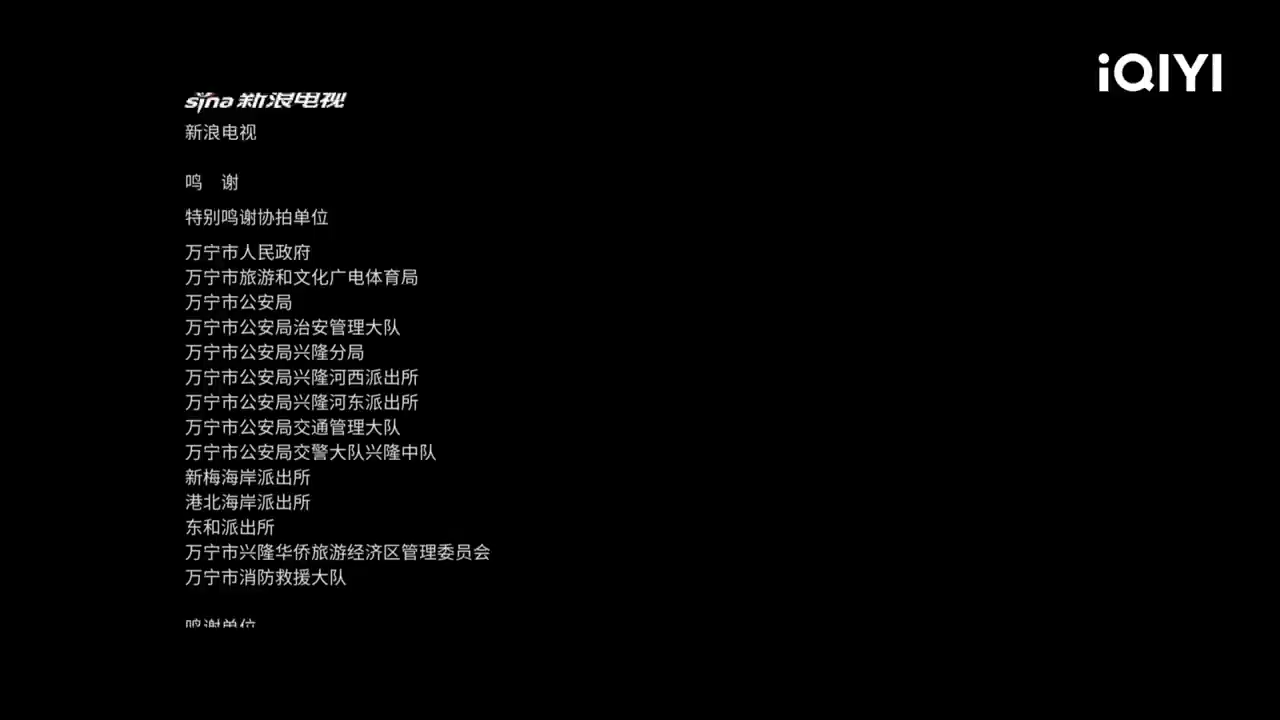 iQIYI
sina 新浪电视
新浪电视
鸣 谢
特别鸣谢协拍单位
万宁市人民政府
万宁市旅游和文化广电体育局
万宁市公安局
万宁市公安局治安管理大队
万宁市公安局兴隆分局
万宁市公安局兴隆河西派出所
万宁市公安局兴隆河东派出所
万宁市公安局交通管理大队
万宁市公安局交警大队兴隆中队
新梅海岸派出所
港北海岸派出所
东和派出所
万宁市兴隆华侨旅游经济区管理委员会
万宁市消防救援大队
鸣谢单位